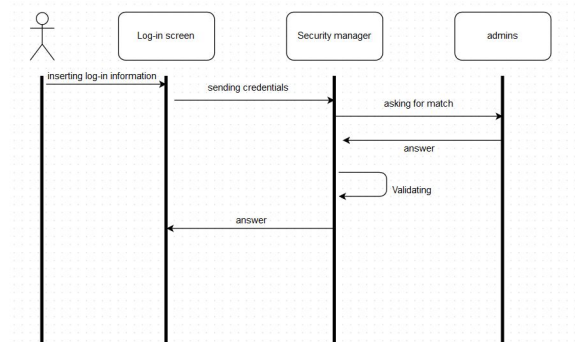 Log-in screen
Security manager
admins
inserting log-in information
sending credentials
asking for match
answer
Validating
answer